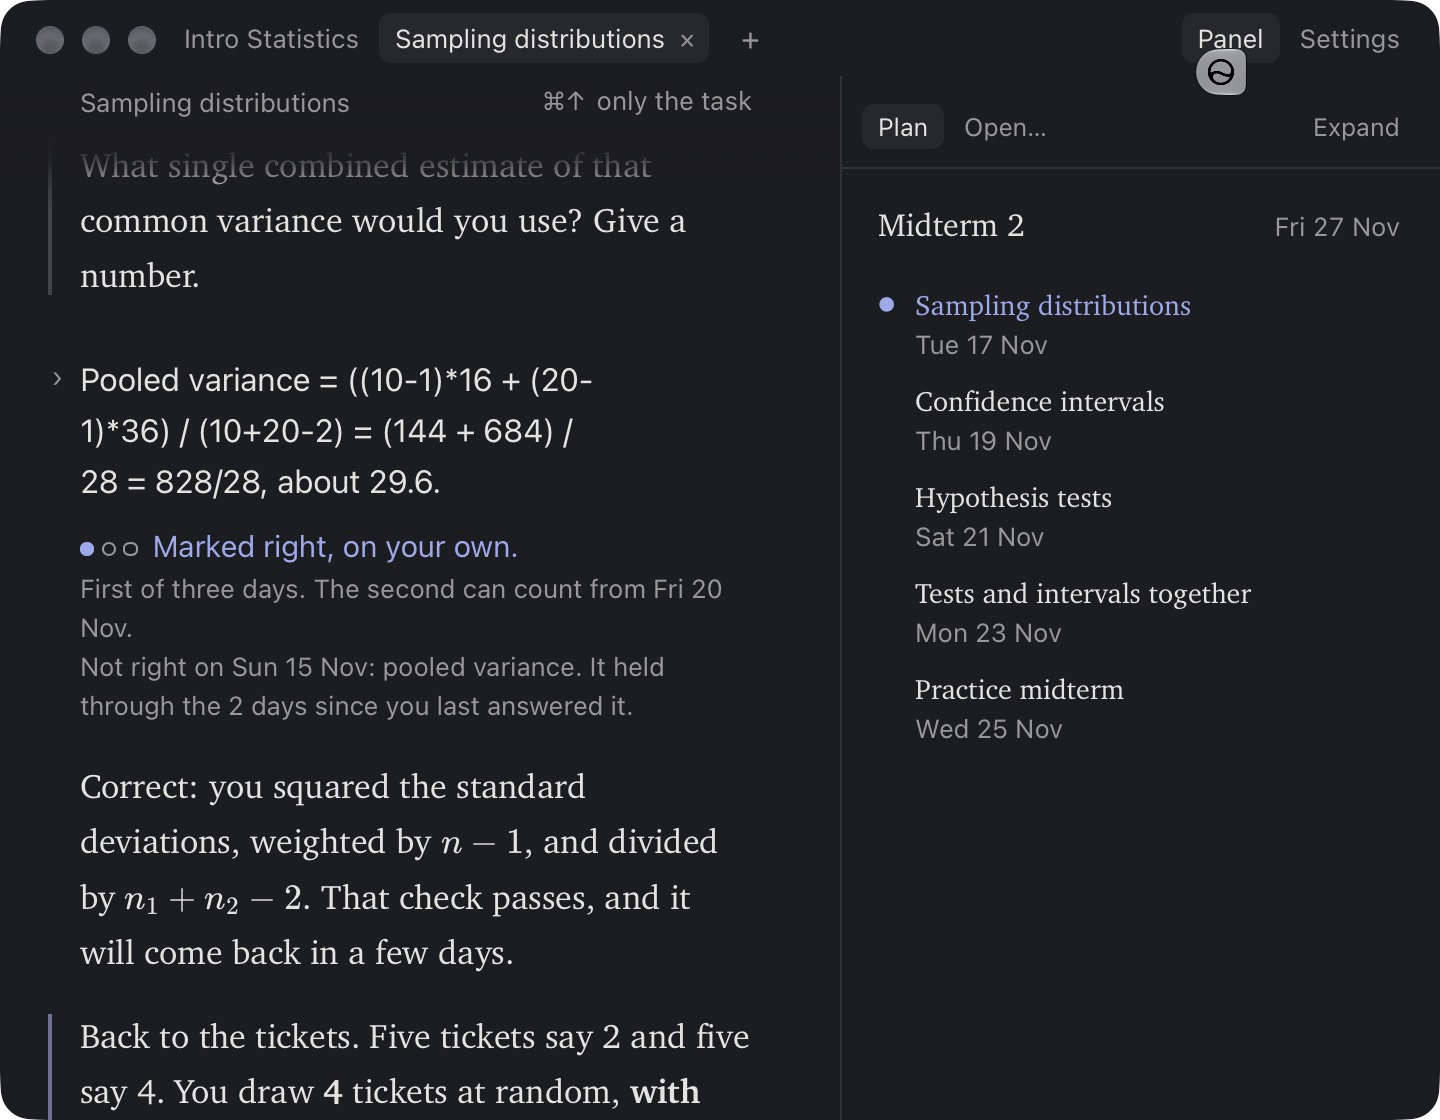 Intro Statistics
Sampling distributions ×
+
Panel
Settings
Sampling distributions
⌘↑ only the task
What single combined estimate of that
common variance would you use? Give a
number.
› Pooled variance = ((10-1)*16 + (20-
1)*36) / (10+20-2) = (144 + 684) /
28 = 828/28, about 29.6.
Marked right, on your own.
First of three days. The second can count from Fri 20
Nov.
Not right on Sun 15 Nov: pooled variance. It held
through the 2 days since you last answered it.
Correct: you squared the standard
deviations, weighted by n − 1, and divided
by n₁ + n₂ − 2. That check passes, and it
will come back in a few days.
Back to the tickets. Five tickets say 2 and five
say 4. You draw 4 tickets at random, with
Plan
Open...
Expand
Midterm 2
Fri 27 Nov
Sampling distributions
Tue 17 Nov
Confidence intervals
Thu 19 Nov
Hypothesis tests
Sat 21 Nov
Tests and intervals together
Mon 23 Nov
Practice midterm
Wed 25 Nov